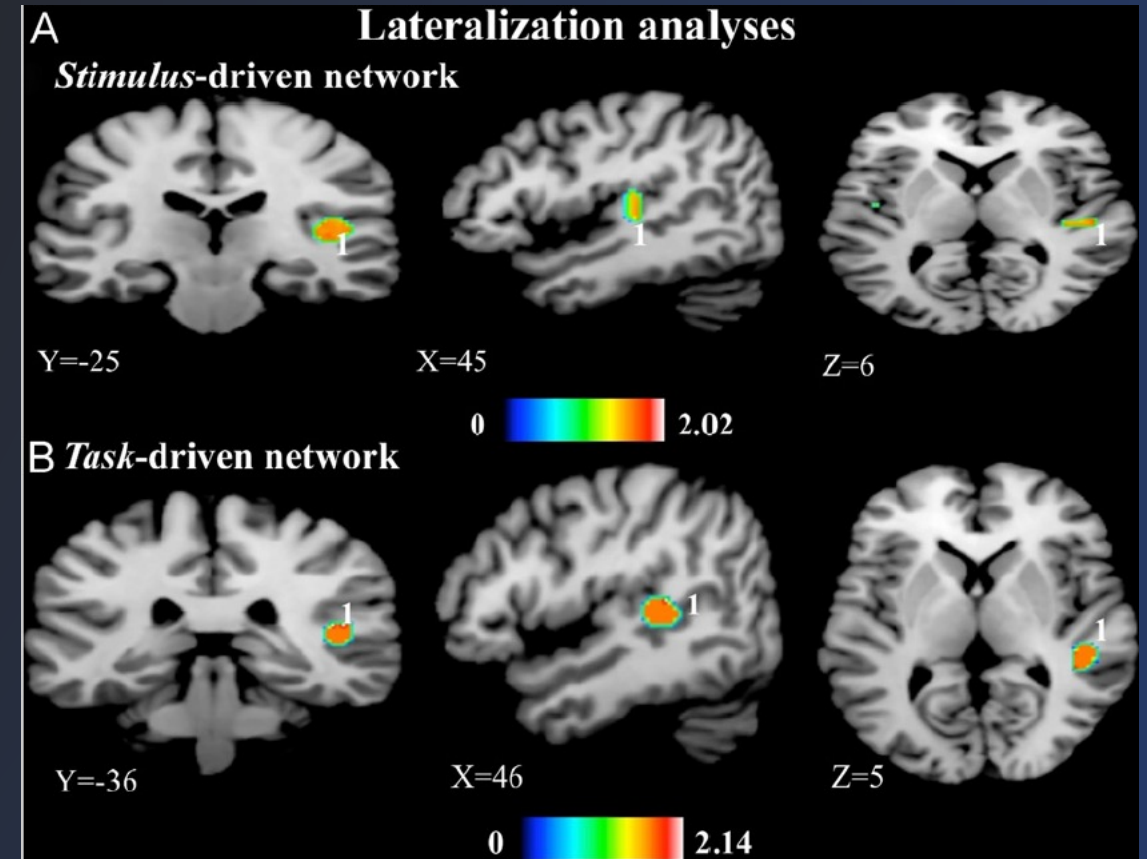 A
Lateralization analyses
Stimulus-driven network
1
1
1
Y=-25
X=45
Z=6
0
2.02
B Task-driven network
1
1
1
Y=-36
X=46
Z=5
0
2.14